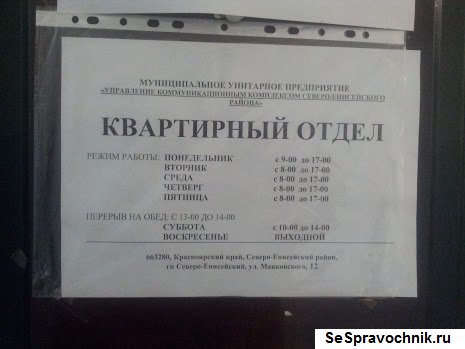 МУНИЦИПАЛЬНОЕ УНИТАРНОЕ ПРЕДПРИЯТИЕ
«УПРАВЛЕНИЕ КОММУНИКАЦИОННЫМ КОМПЛЕКСОМ СЕВЕРО-ЕНИСЕЙСКОГО
РАЙОНА»
КВАРТИРНЫЙ ОТДЕЛ
РЕЖИМ РАБОТЫ: ПОНЕДЕЛЬНИК с 9-00 до 17-00
ВТОРНИК с 8-00 до 17-00
СРЕДА с 8-00 до 17-00
ЧЕТВЕРГ с 8-00 до 17-00
ПЯТНИЦА с 8-00 до 17-00
ПЕРЕРЫВ НА ОБЕД: С 13-00 ДО 14-00
СУББОТА с 10-00 до 14-00
ВОСКРЕСЕНЬЕ ВЫХОДНОЙ
663280, Красноярский край, Северо-Енисейский район,
гп Северо-Енисейский, ул. Маяковского, 12
SeSpravochnik.ru